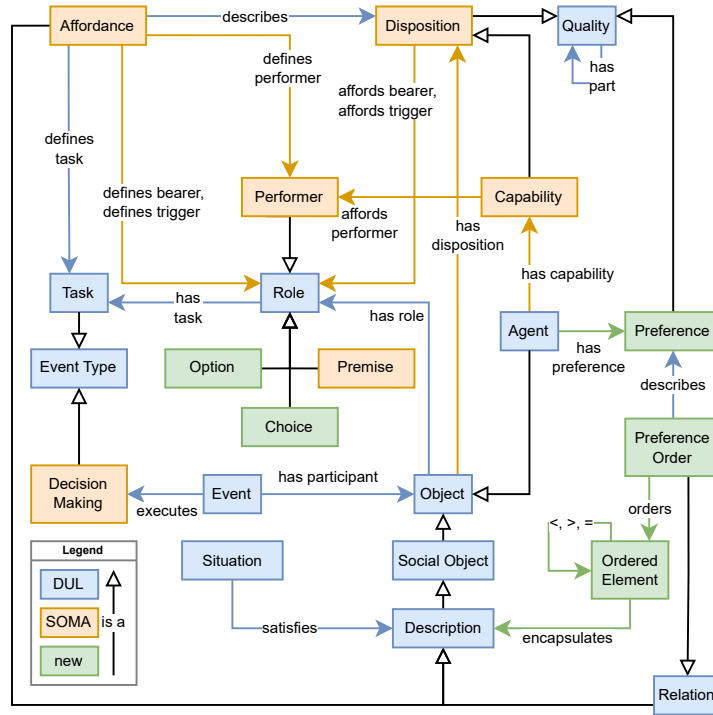 Affordance
describes
Disposition
Quality
has
part
defines
performer
affords bearer,
affords trigger
defines
task
defines bearer,
defines trigger
Performer
affords
performer
Capability
has
disposition
has capability
Task
has
task
Role
has role
Agent
has
preference
Preference
describes
Event Type
Option
Premise
Choice
Preference
Order
Decision
Making
executes
Event
has participant
Object
orders
<, >, =
Ordered
Element
Legend
DUL
SOMA
is a
new
Situation
Social Object
satisfies
Description
encapsulates
Relation